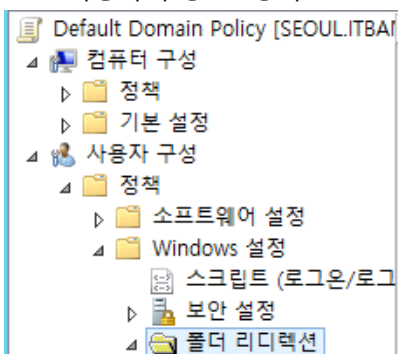 Default Domain Policy [SEOUL.ITBA
컴퓨터 구성
정책
기본 설정
사용자 구성
정책
소프트웨어 설정
Windows 설정
스크립트 (로그온/로그
보안 설정
폴더 리디렉션